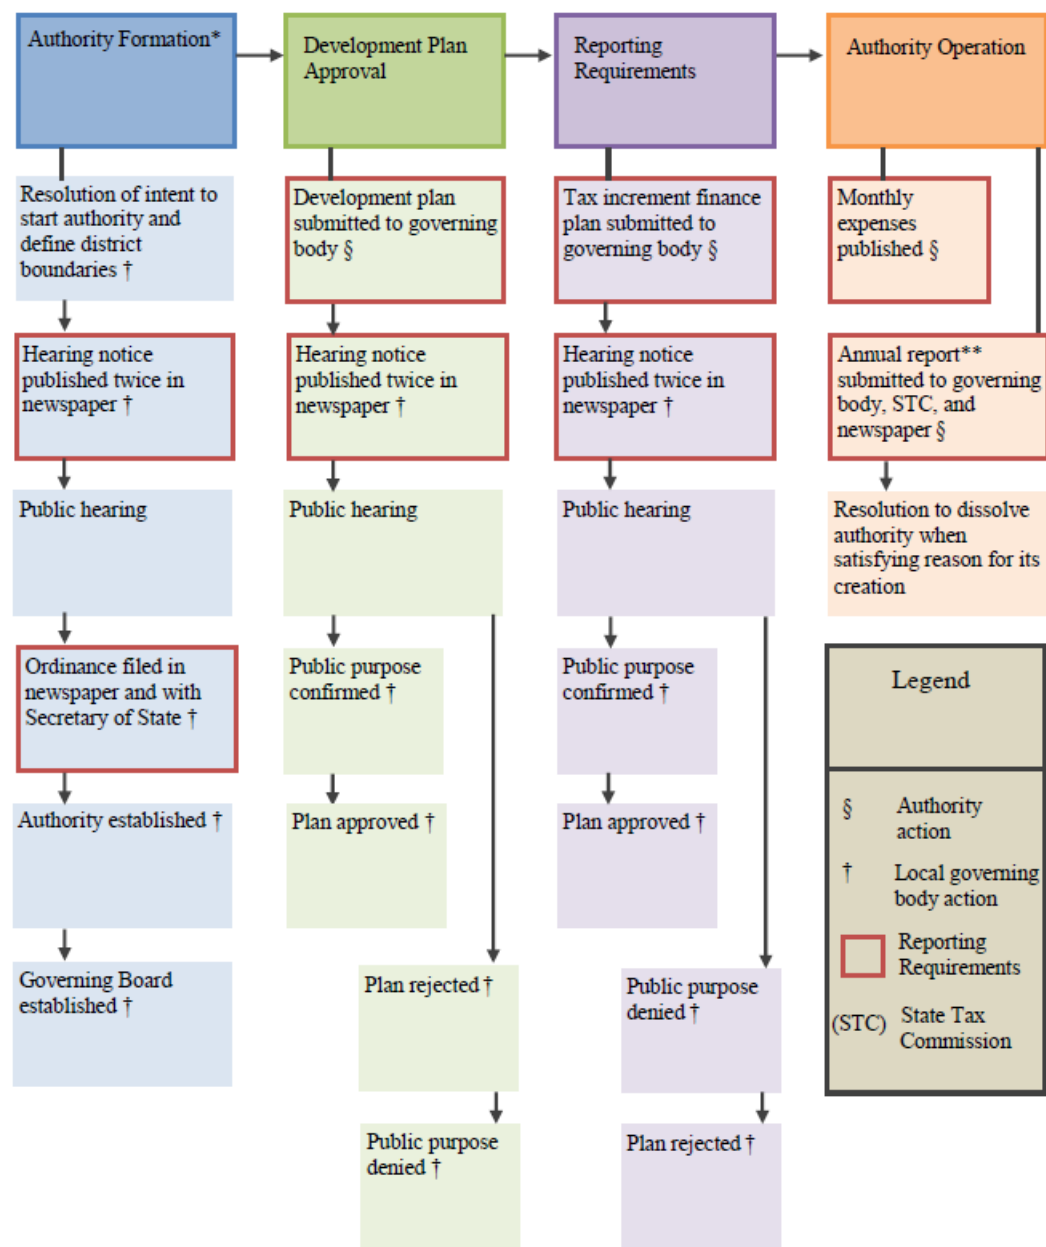 Authority Formation*
Development Plan
Approval
Reporting
Requirements
Authority Operation
Resolution of intent to
start authority and
define district
boundaries †
Hearing notice
published twice in
newspaper †
Public hearing
Ordinance filed in
newspaper and with
Secretary of State †
Authority established †
Governing Board
established †
Development plan
submitted to governing
body §
Hearing notice
published twice in
newspaper †
Public hearing
Public purpose
confirmed †
Plan approved †
Plan rejected †
Public purpose
denied †
Tax increment finance
plan submitted to
governing body §
Hearing notice
published twice in
newspaper †
Public hearing
Public purpose
confirmed †
Plan approved †
Public purpose
denied †
Plan rejected †
Monthly
expenses
published §
Annual report**
submitted to governing
body, STC, and
newspaper §
Resolution to dissolve
authority when
satisfying reason for its
creation
Legend
§ Authority
action
† Local governing
body action
Reporting
Requirements
(STC) State Tax
Commission